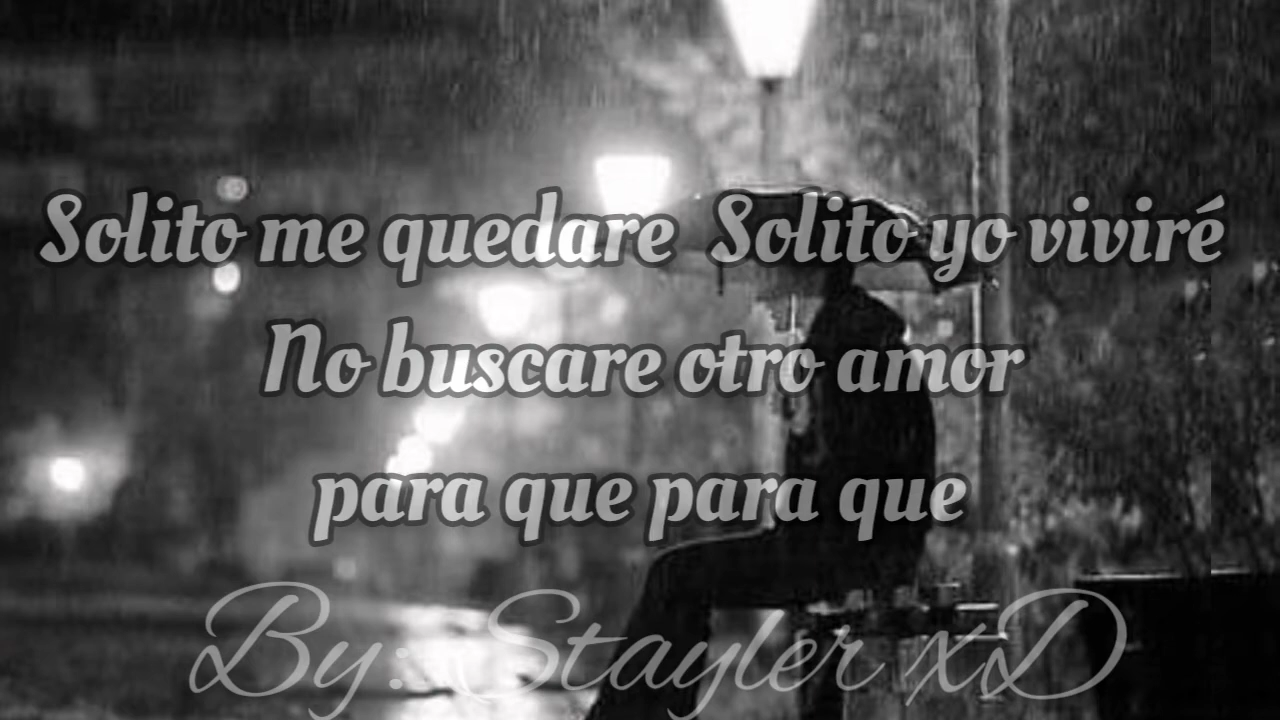 Solito me quedare Solito yo viviré
No buscare otro amor
para que para que
By: Stayler xD